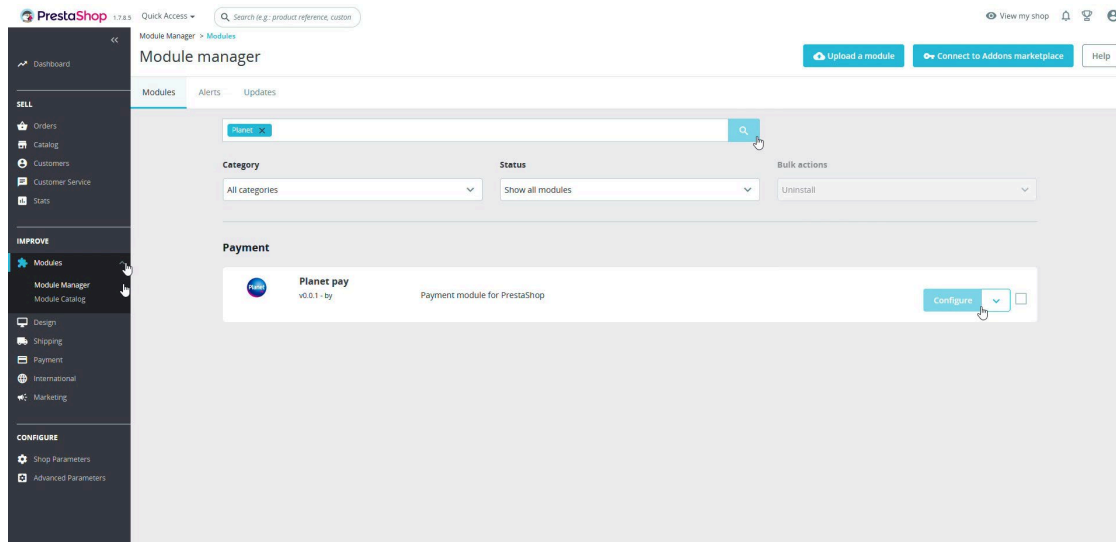 PrestaShop 1.7.8.5 Quick Access Search (e.g.: product reference, custon View my shop
Module Manager > Modules
Module manager
Upload a module Connect to Addons marketplace Help
Modules Alerts Updates
Dashboard
SELL
Orders
Catalog
Customers
Customer Service
Stats
IMPROVE
Modules
Module Manager
Module Catalog
Design
Shipping
Payment
International
Marketing
CONFIGURE
Shop Parameters
Advanced Parameters
Planet X
Category Status Bulk actions
All categories Show all modules Uninstall
Payment
Planet
Planet pay
v0.0.1 - by Payment module for PrestaShop
Configure